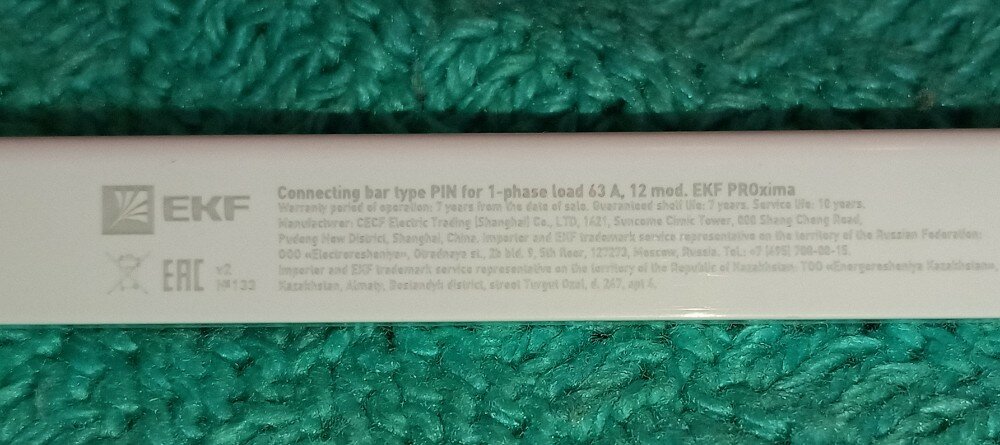 EKF
Connecting bar type PIN for 1-phase load 63 A, 12 mod. EKF PROxima
Warranty period of operation: 7 years from the date of sale. Guaranteed shelf life: 7 years. Service life: 10 years.
Manufacturer: CECF Electric Trading (Shanghai) Co., LTD, 1421, Suncome Cimic Tower, 800 Shang Cheng Road,
Pudong New District, Shanghai, China. Importer and EKF trademark service representative on the territory of the Russian Federation:
OOO «Electroresheniya», Otradnaya st., 2b bld. 9, 5th floor, 127273, Moscow, Russia. Tel.: +7 (495) 788-88-15.
Importer and EKF trademark service representative on the territory of the Republic of Kazakhstan: TOO «Energoresheniya Kazakhstan»,
Kazakhstan, Almaty, Bostandyk district, street Turgut Ozal, d. 247, apt 4.
EAC
v2
№133